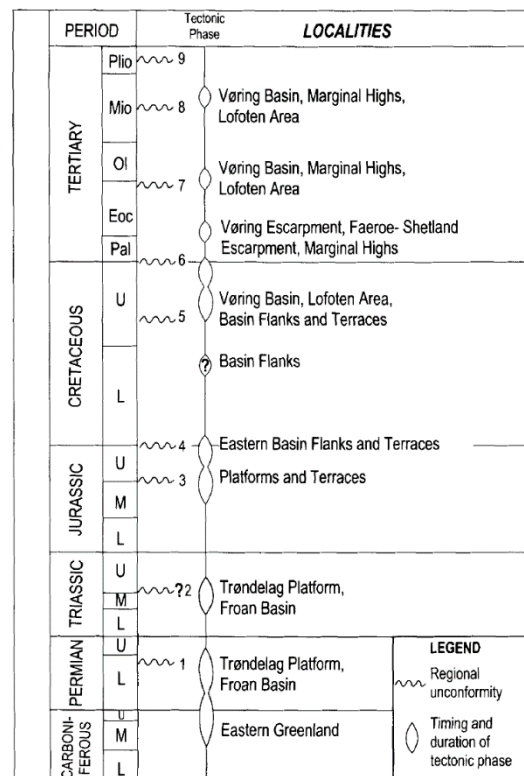 PERIOD
Tectonic
Phase
LOCALITIES
TERTIARY
Plio
9
Mio
8
Vøring Basin, Marginal Highs,
Lofoten Area
Ol
7
Vøring Basin, Marginal Highs,
Lofoten Area
Eoc
Vøring Escarpment, Faeroe- Shetland
Escarpment, Marginal Highs
Pal
6
CRETACEOUS
U
5
Vøring Basin, Lofoten Area,
Basin Flanks and Terraces
?
Basin Flanks
L
4
Eastern Basin Flanks and Terraces
JURASSIC
U
3
Platforms and Terraces
M
L
TRIASSIC
U
?2
Trøndelag Platform,
Froan Basin
M
L
PERMIAN
U
1
Trøndelag Platform,
Froan Basin
L
CARBONI-
FEROUS
U
M
Eastern Greenland
L
LEGEND
Regional
unconformity
Timing and
duration of
tectonic phase